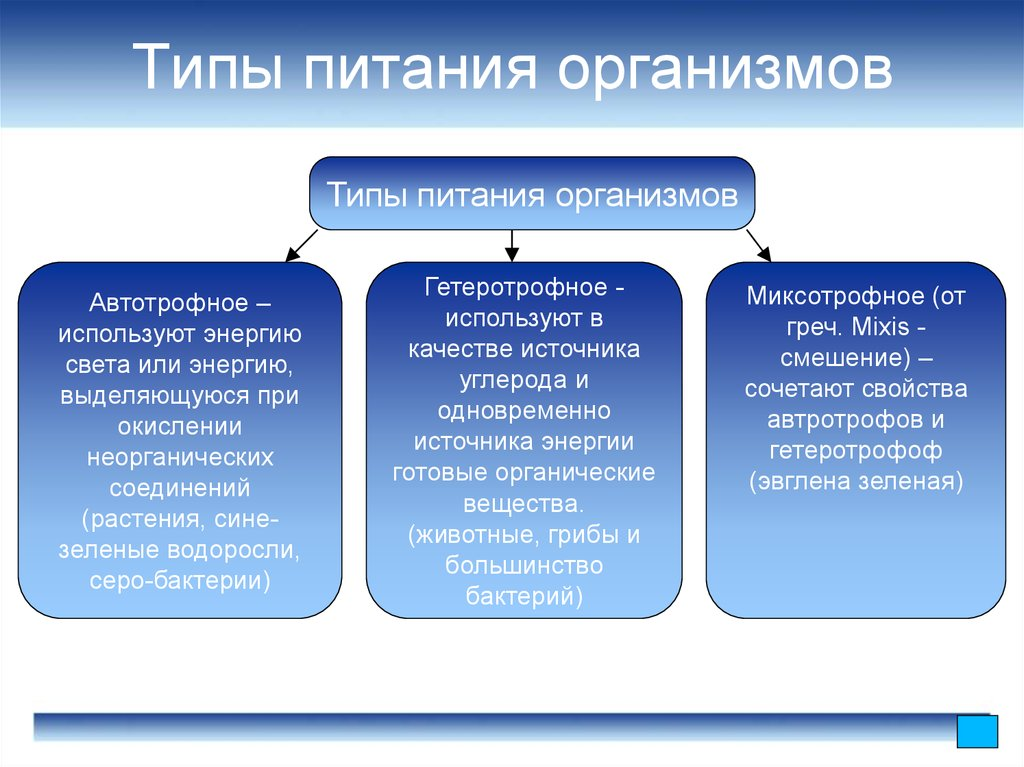 Типы питания организмов
Типы питания организмов
Автотрофное –
используют энергию
света или энергию,
выделяющуюся при
окислении
неорганических
соединений
(растения, сине-
зеленые водоросли,
серо-бактерии)
Гетеротрофное -
используют в
качестве источника
углерода и
одновременно
источника энергии
готовые органические
вещества.
(животные, грибы и
большинство
бактерий)
Миксотрофное (от
греч. Mixis -
смешение) –
сочетают свойства
автротрофов и
гетеротрофоф
(эвглена зеленая)